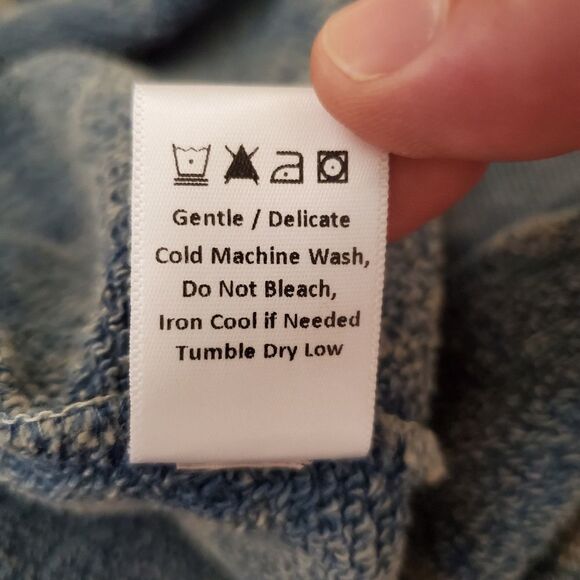 Gentle / Delicate
Cold Machine Wash,
Do Not Bleach,
Iron Cool if Needed
Tumble Dry Low